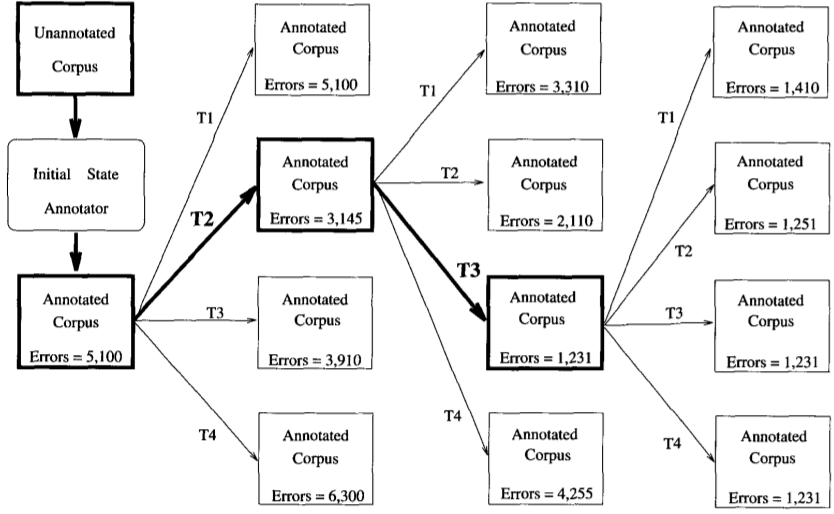 Unannotated
Corpus
Initial State
Annotator
Annotated
Corpus
Errors = 5,100
T1
T2
T3
T4
Annotated
Corpus
Errors = 5,100
Annotated
Corpus
Errors = 3,145
Annotated
Corpus
Errors = 3,910
Annotated
Corpus
Errors = 6,300
T1
T2
T3
T4
Annotated
Corpus
Errors = 3,310
Annotated
Corpus
Errors = 2,110
Annotated
Corpus
Errors = 1,231
Annotated
Corpus
Errors = 4,255
T1
T2
T3
T4
Annotated
Corpus
Errors = 1,410
Annotated
Corpus
Errors = 1,251
Annotated
Corpus
Errors = 1,231
Annotated
Corpus
Errors = 1,231